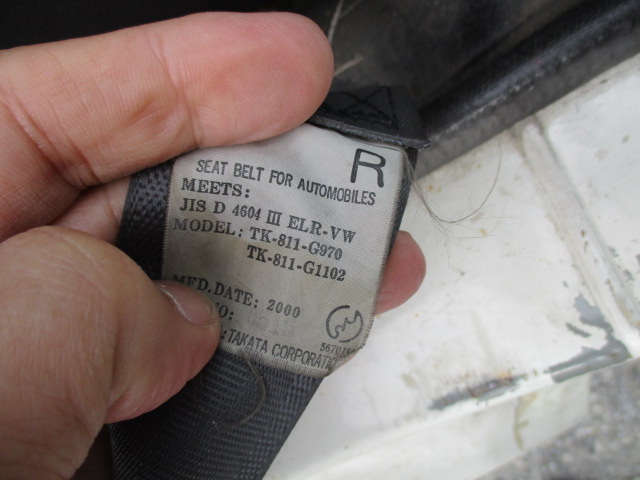 R
SEAT BELT FOR AUTOMOBILES
MEETS:
JIS D 4604 III ELR-VW
MODEL: TK-811-G970
TK-811-G1102
MFD. DATE: 2000
NO:
: TAKATA CORPORATION